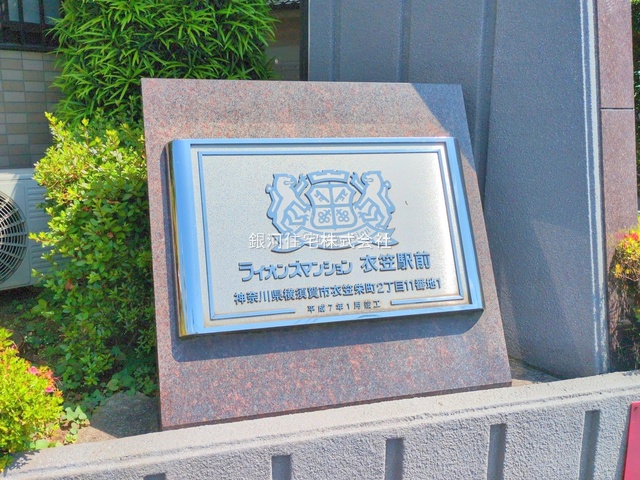 銀河住宅株式会社
ライオンズマンション 衣笠駅前
神奈川県横須賀市衣笠栄町2丁目11番地1
平成7年1月竣工